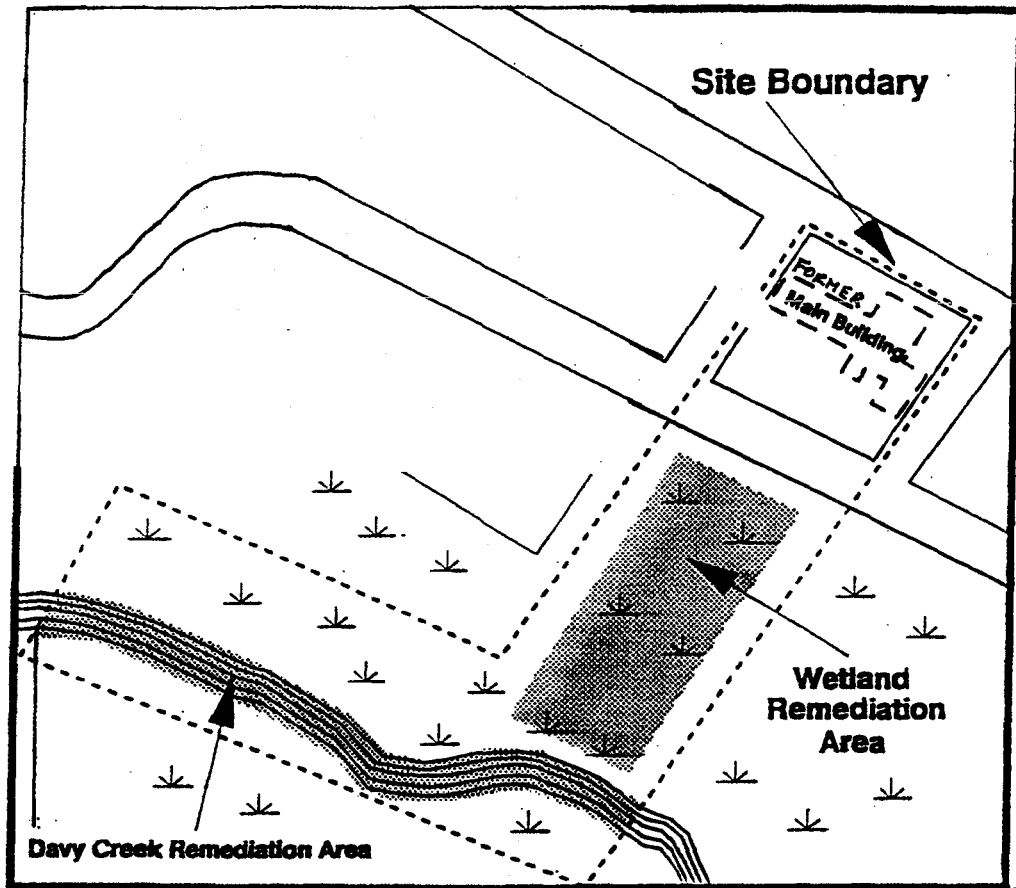 Site Boundary
FORMER
Main Building
Wetland
Remediation
Area
Davy Creek Remediation Area